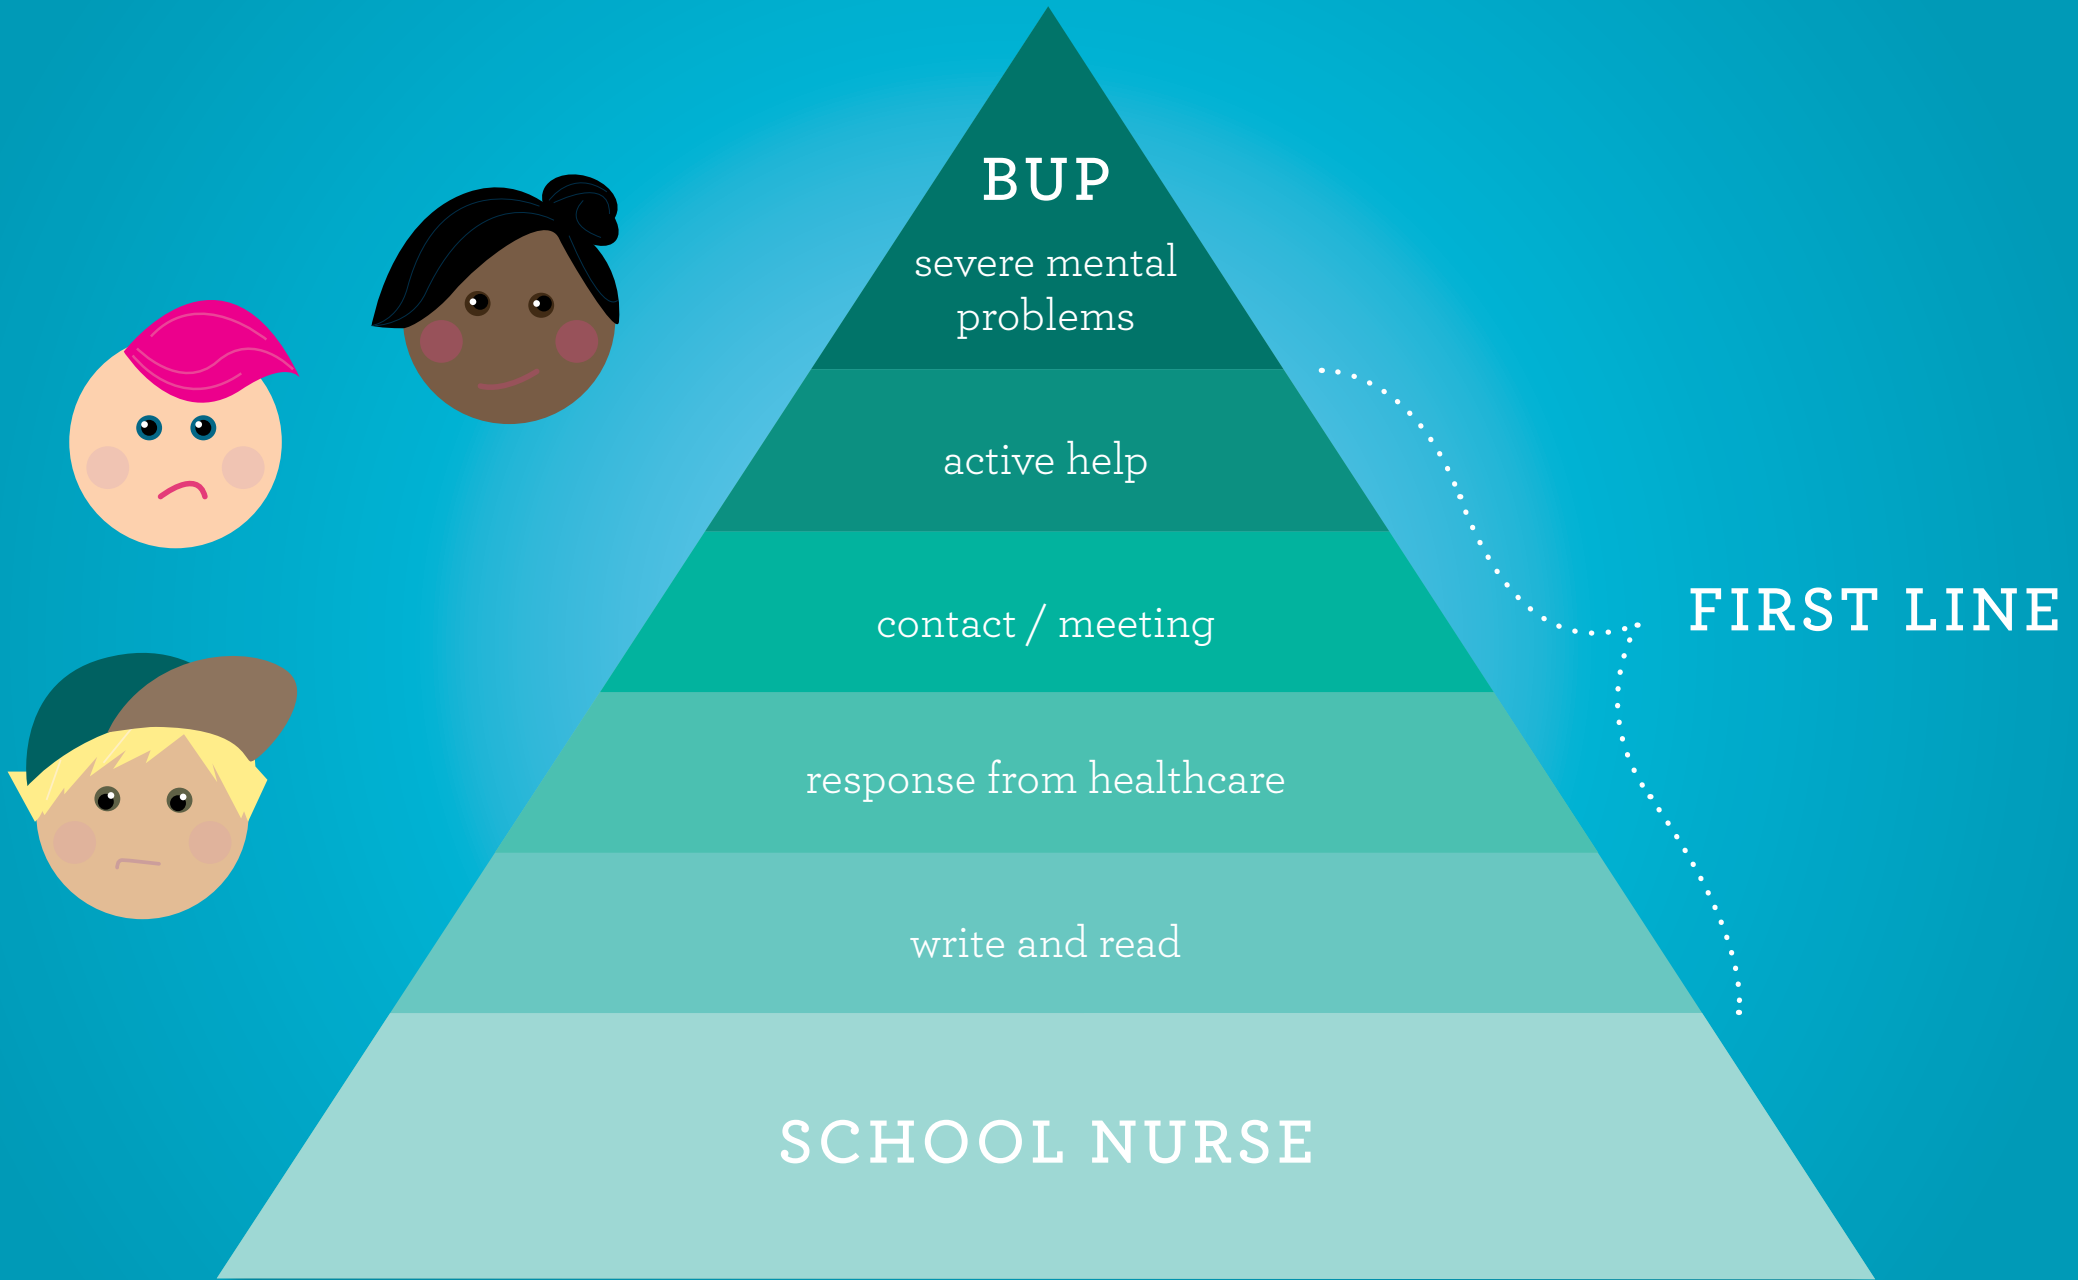 BUP
severe mental
problems
active help
contact / meeting
FIRST LINE
response from healthcare
write and read
SCHOOL NURSE